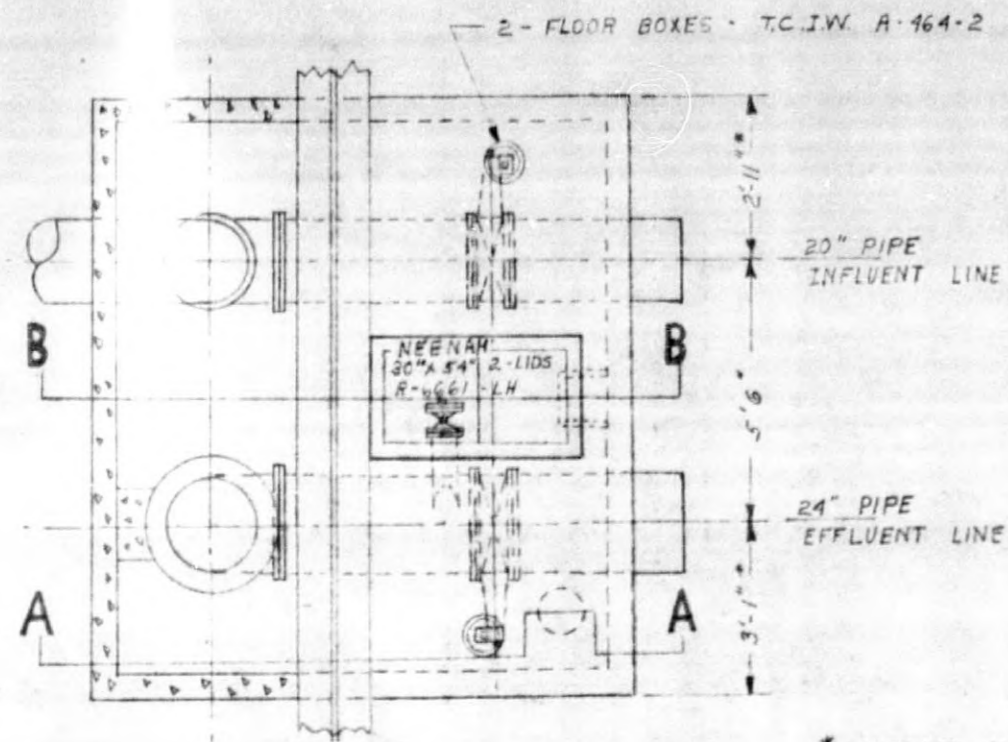 2 - FLOOR BOXES - T.C.I.W. A-464-2
2'-11"
20" PIPE
INFLUENT LINE
B
B
NEENAH
30" X 54" 2-LIDS
R-6661-LH
5'6"
24" PIPE
EFFLUENT LINE
A
A
3'-1"